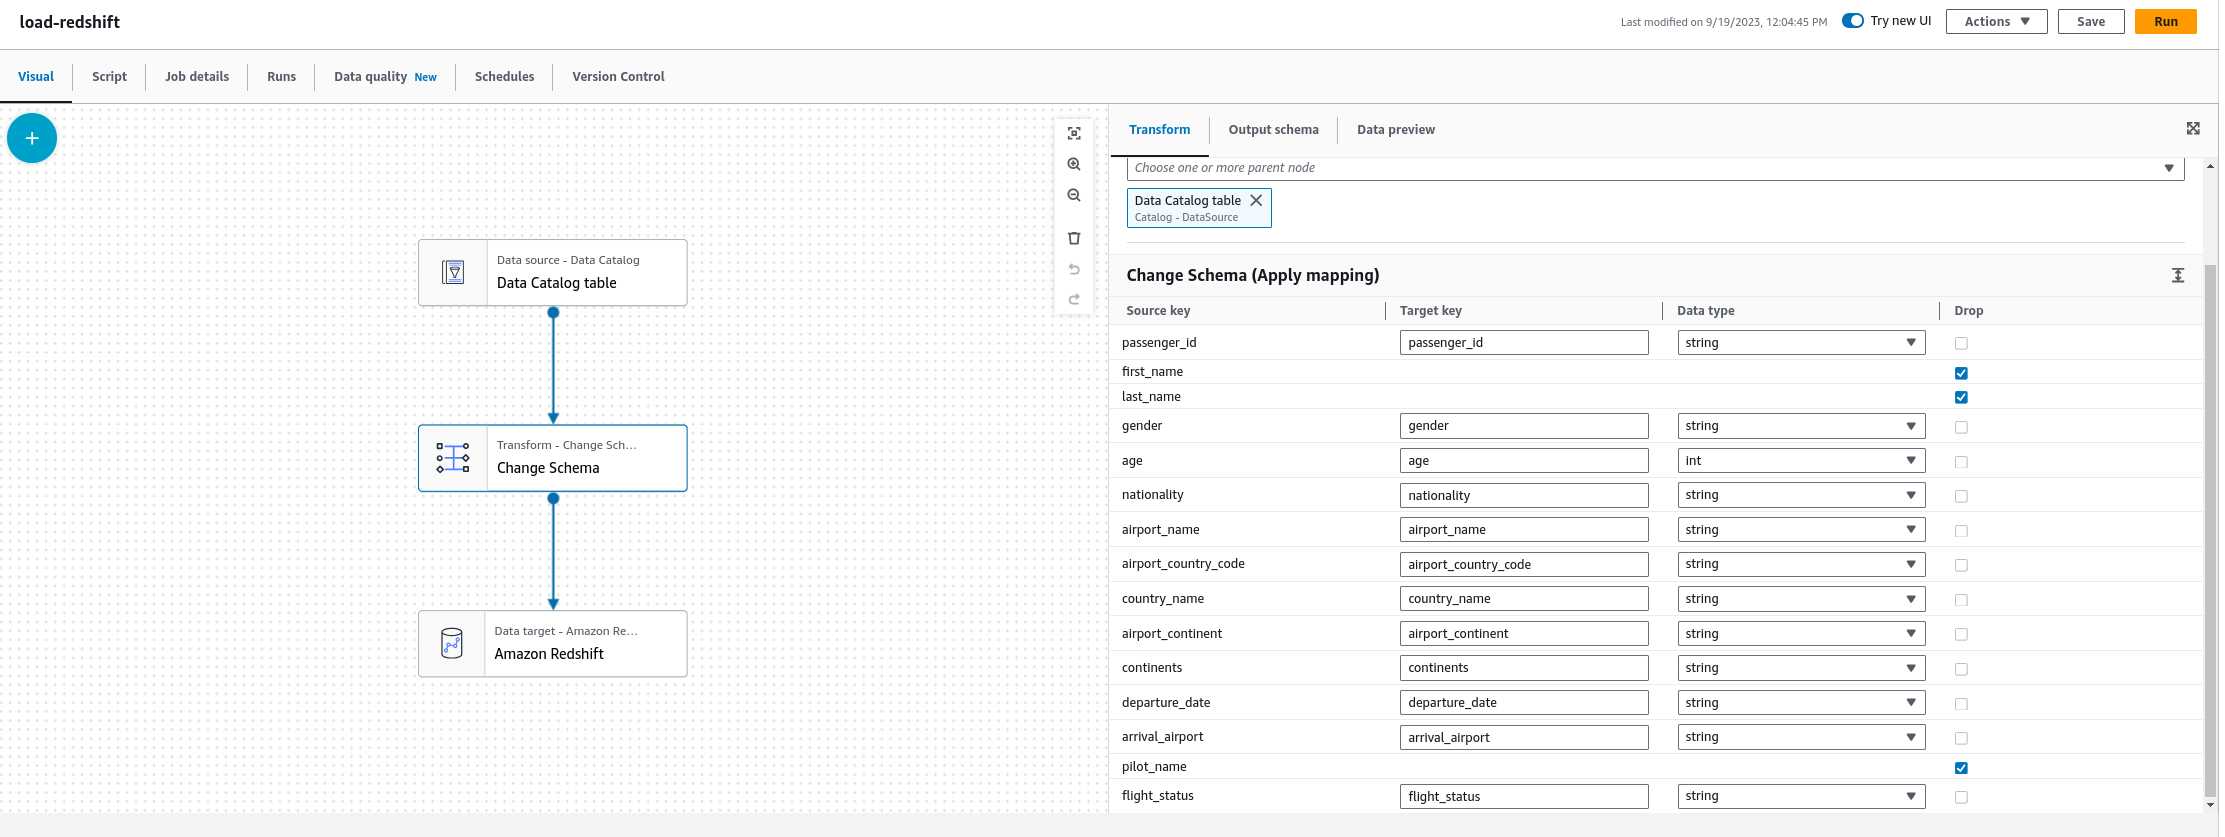 load-redshift
Last modified on 9/19/2023, 12:04:45 PM
Try new UI
Actions
Save
Run
Visual
Script
Job details
Runs
Data quality New
Schedules
Version Control
Data source - Data Catalog
Data Catalog table
Transform - Change Sch...
Change Schema
Data target - Amazon Re...
Amazon Redshift
Transform
Output schema
Data preview
Choose one or more parent node
Data Catalog table
Catalog - DataSource
Change Schema (Apply mapping)
Source key Target key Data type Drop
passenger_id passenger_id string
first_name
last_name
gender gender string
age age int
nationality nationality string
airport_name airport_name string
airport_country_code airport_country_code string
country_name country_name string
airport_continent airport_continent string
continents continents string
departure_date departure_date string
arrival_airport arrival_airport string
pilot_name
flight_status flight_status string